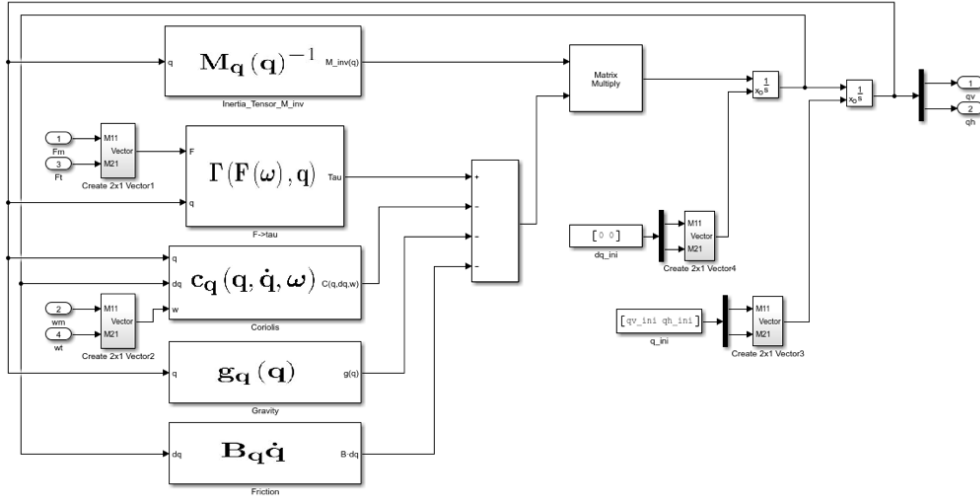 q
M_q (q)^{-1}
M_inv(q)
Inertia_Tensor_M_inv
1
Fm
3
Ft
M11
Vector
M21
Create 2x1 Vector1
F
Γ(F(ω),q)
Tau
q
F->tau
q
dq
c_q (q, q̇, ω)
C(q,dq,w)
w
Coriolis
2
wm
4
wt
M11
Vector
M21
Create 2x1 Vector2
q
g_q (q)
g(q)
Gravity
dq
B_q q̇
B·dq
Friction
+
−
−
−
Matrix
Multiply
1
x₀ s
1
x₀ s
1
qv
2
qh
[0 0]
dq_ini
M11
Vector
M21
Create 2x1 Vector4
[qv_ini qh_ini]
q_ini
M11
Vector
M21
Create 2x1 Vector3